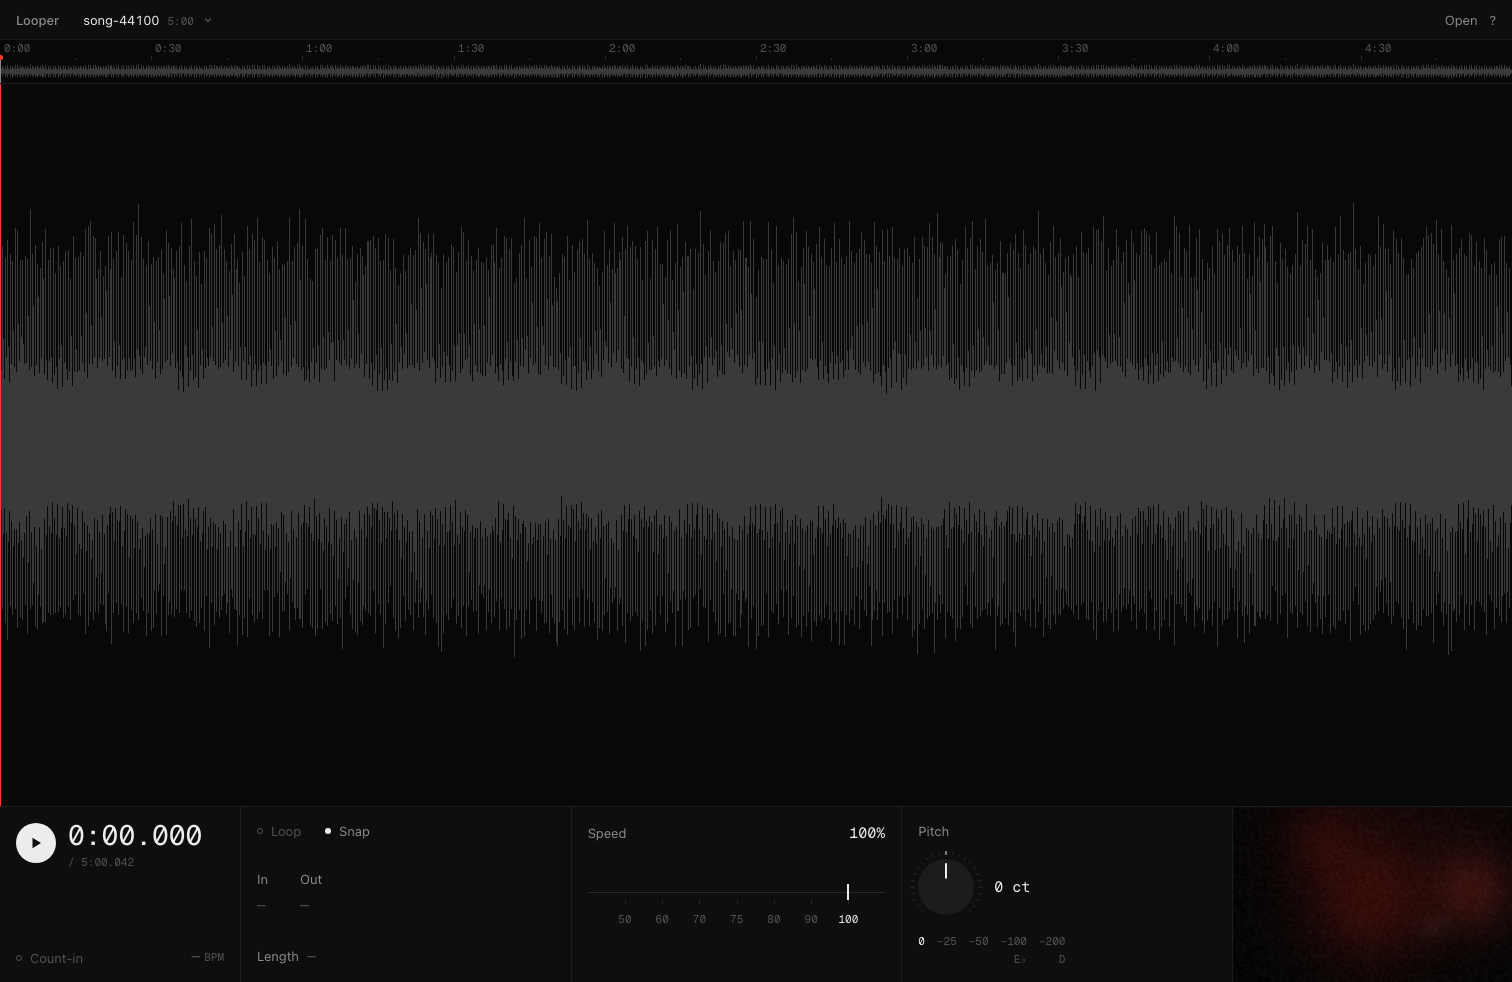 Looper song-44100 5:00 Open ?
0:00 0:30 1:00 1:30 2:00 2:30 3:00 3:30 4:00 4:30
0:00.000
/ 5:00.042
Count-in — BPM
Loop Snap
In Out
— —
Length —
Speed 100%
50 60 70 75 80 90 100
Pitch
0 ct
0 -25 -50 -100 -200
E♭ D